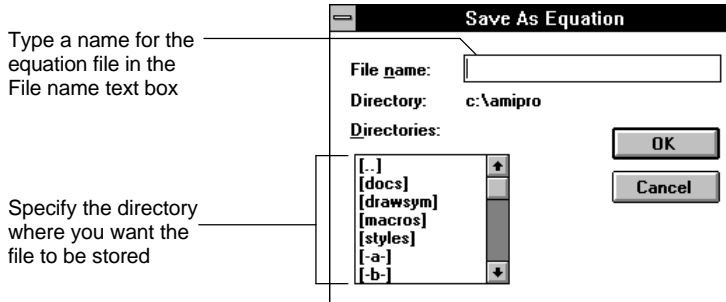 Save As Equation
Type a name for the
equation file in the
File name text box
File name:
Directory: c:\amipro
Directories:
OK
Cancel
[..]
[docs]
[drawsym]
[macros]
[styles]
[-a-]
[-b-]
Specify the directory
where you want the
file to be stored